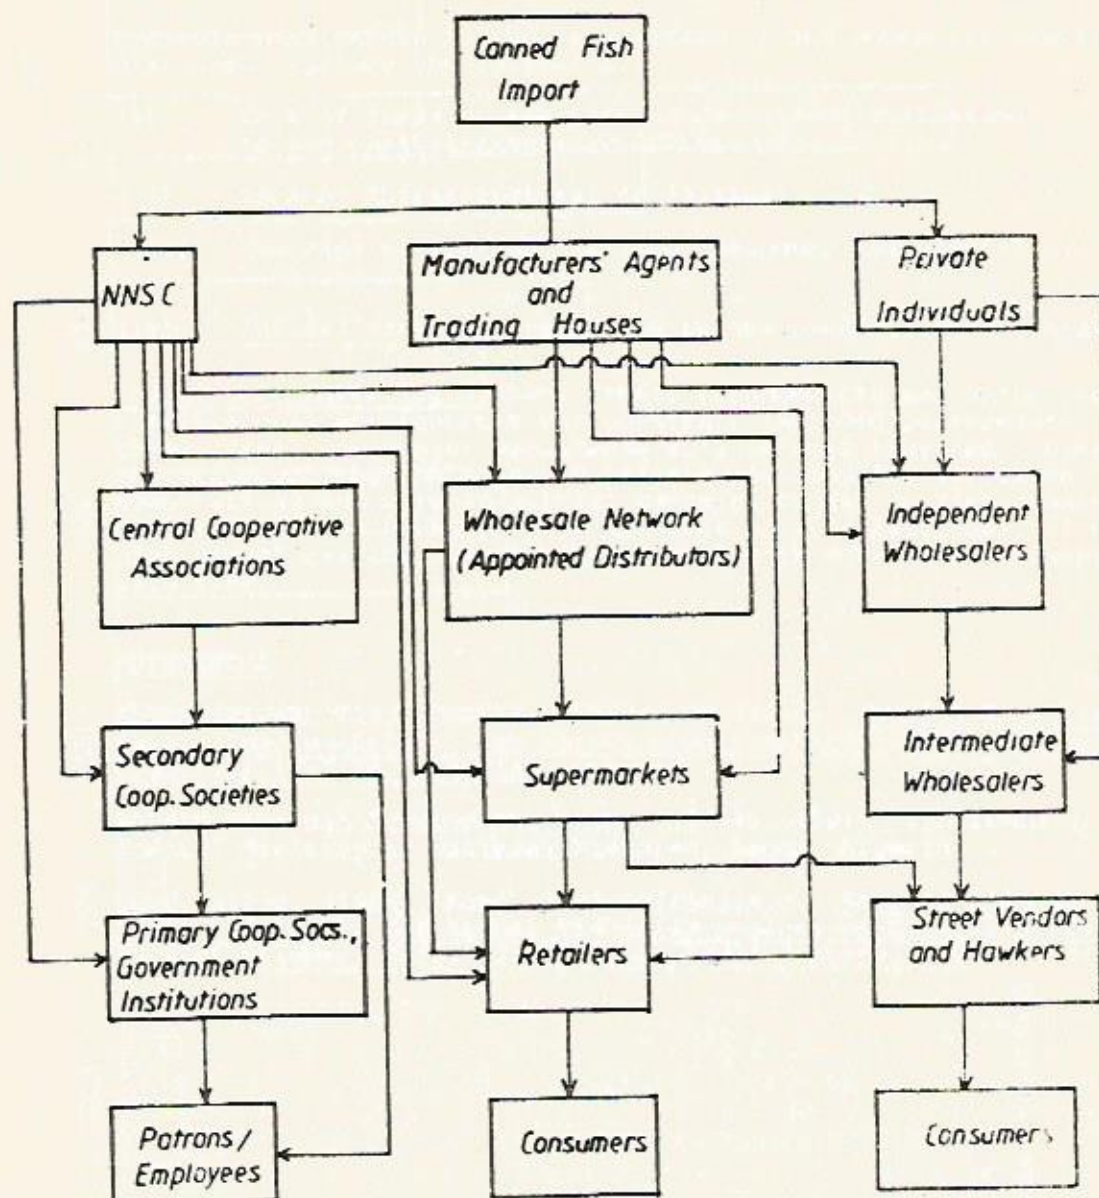 Canned Fish
Import
NNSC
Manufacturers' Agents
and
Trading Houses
Private
Individuals
Central Cooperative
Associations
Wholesale Network
(Appointed Distributors)
Independent
Wholesalers
Secondary
Coop. Societies
Supermarkets
Intermediate
Wholesalers
Primary Coop. Socs.,
Government
Institutions
Retailers
Street Vendors
and Hawkers
Patrons/
Employees
Consumers
Consumers